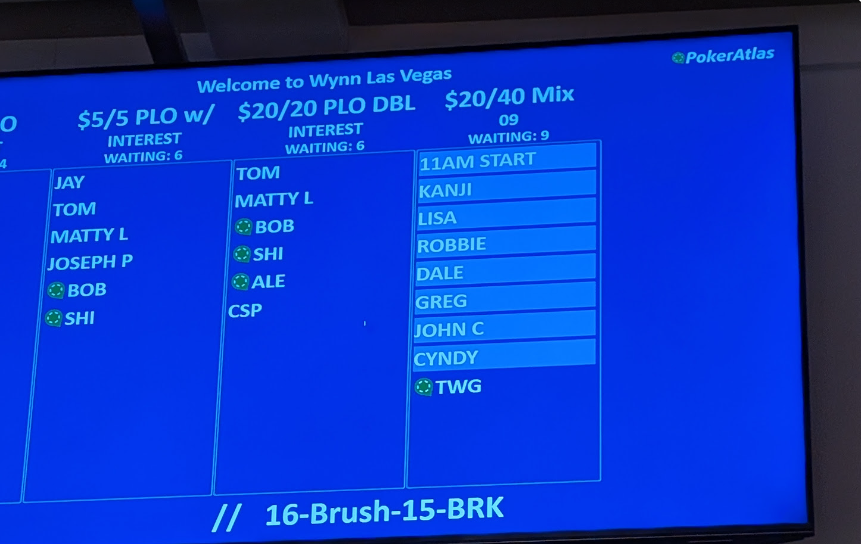 PokerAtlas
Welcome to Wynn Las Vegas
O
4
$5/5 PLO w/
INTEREST
WAITING: 6
JAY
TOM
MATTY L
JOSEPH P
BOB
SHI
$20/20 PLO DBL
INTEREST
WAITING: 6
TOM
MATTY L
BOB
SHI
ALE
CSP
$20/40 Mix
09
WAITING: 9
11AM START
KANJI
LISA
ROBBIE
DALE
GREG
JOHN C
CYNDY
TWG
// 16-Brush-15-BRK